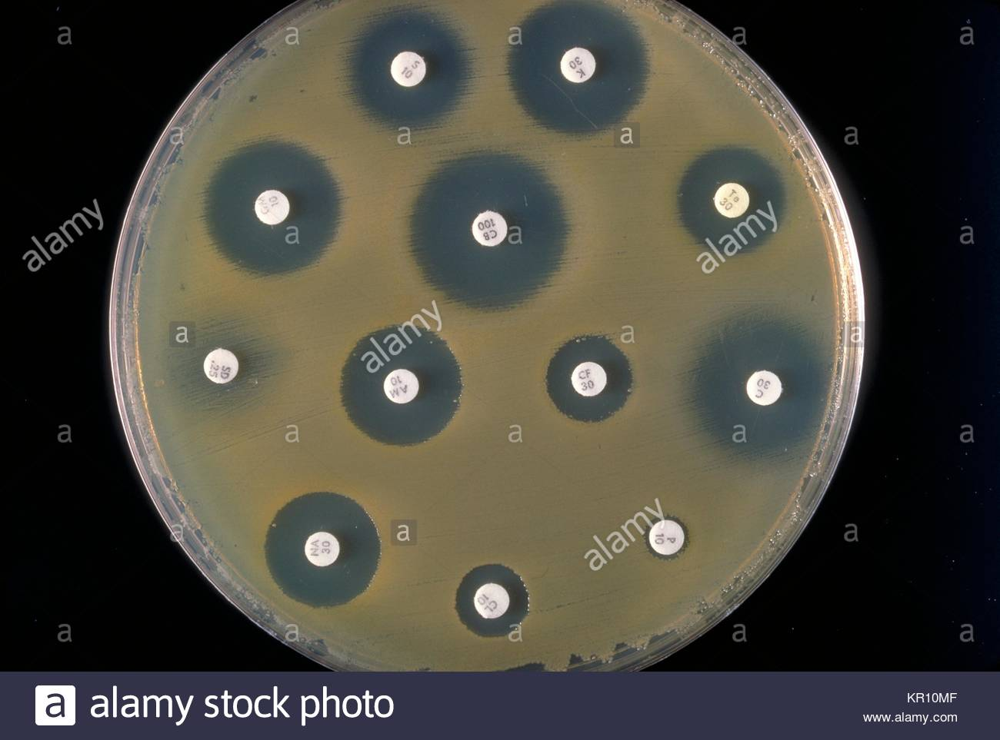 S
10
K
30
GM
10
CB
100
Te
30
SD
.25
AM
10
CF
30
C
30
NA
30
CL
10
P
10
alamy
alamy
alamy
alamy
a alamy stock photo
KR10MF
www.alamy.com